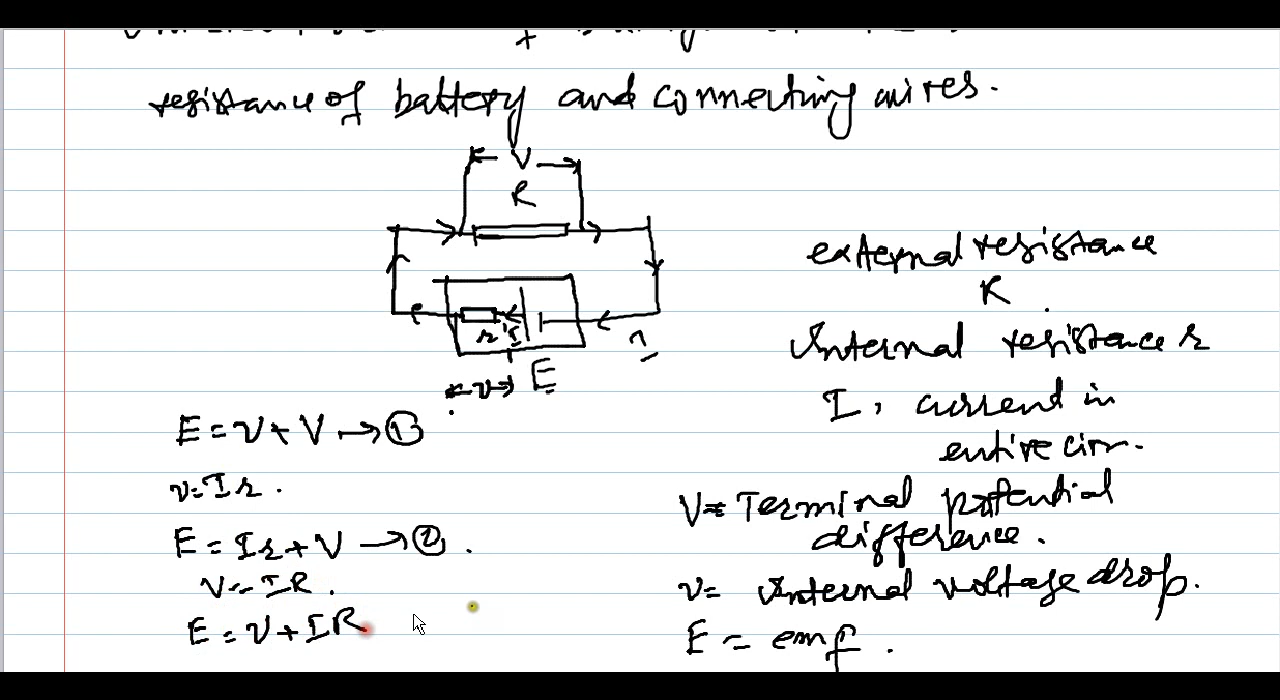 resistance of battery and connecting wires.
V
R
external resistance
R
r I
I
Internal resistance r
v
E
I, current in
entire cirr.
E = v + V → ①
v = Ir.
V = Terminal potential
difference.
E = Ir + V → ②.
V = IR.
v = Internal voltage drop.
E = v + IR
E = emf.